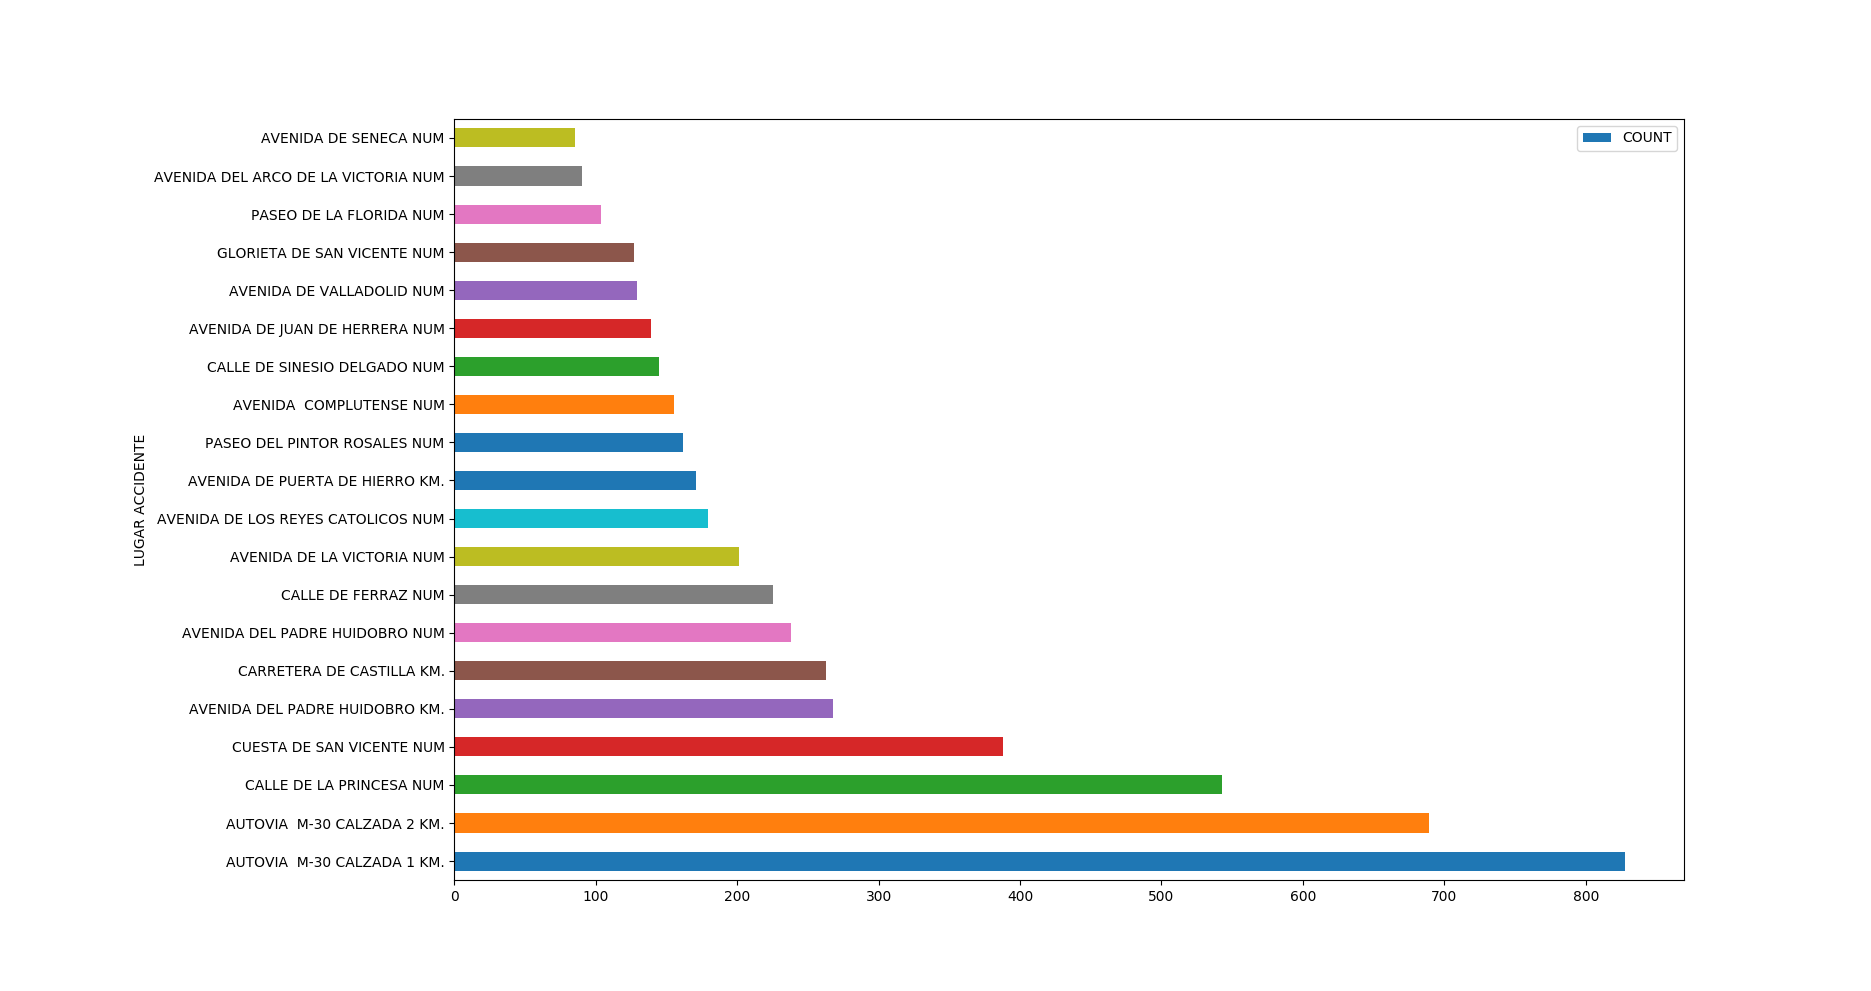 COUNT
AVENIDA DE SENECA NUM
AVENIDA DEL ARCO DE LA VICTORIA NUM
PASEO DE LA FLORIDA NUM
GLORIETA DE SAN VICENTE NUM
AVENIDA DE VALLADOLID NUM
AVENIDA DE JUAN DE HERRERA NUM
CALLE DE SINESIO DELGADO NUM
AVENIDA  COMPLUTENSE NUM
PASEO DEL PINTOR ROSALES NUM
AVENIDA DE PUERTA DE HIERRO KM.
AVENIDA DE LOS REYES CATOLICOS NUM
AVENIDA DE LA VICTORIA NUM
CALLE DE FERRAZ NUM
AVENIDA DEL PADRE HUIDOBRO NUM
CARRETERA DE CASTILLA KM.
AVENIDA DEL PADRE HUIDOBRO KM.
CUESTA DE SAN VICENTE NUM
CALLE DE LA PRINCESA NUM
AUTOVIA  M-30 CALZADA 2 KM.
AUTOVIA  M-30 CALZADA 1 KM.
LUGAR ACCIDENTE
0 100 200 300 400 500 600 700 800